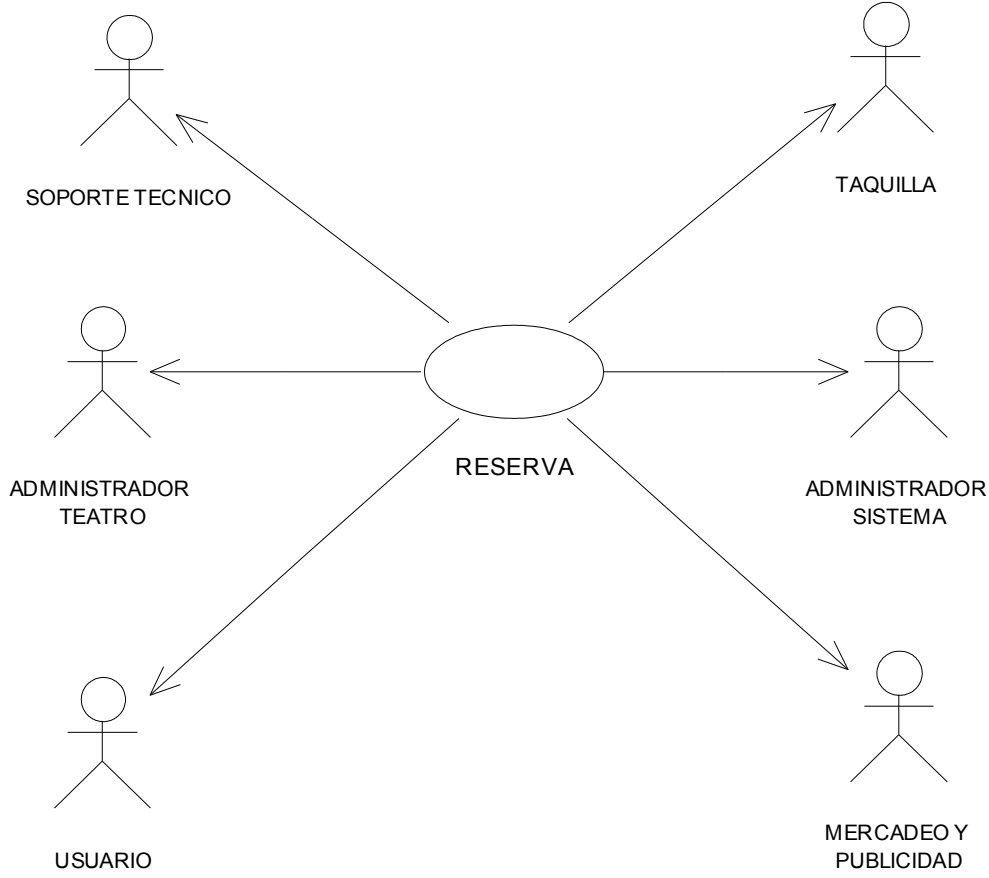 SOPORTE TECNICO
TAQUILLA
RESERVA
ADMINISTRADOR
TEATRO
ADMINISTRADOR
SISTEMA
USUARIO
MERCADEO Y
PUBLICIDAD